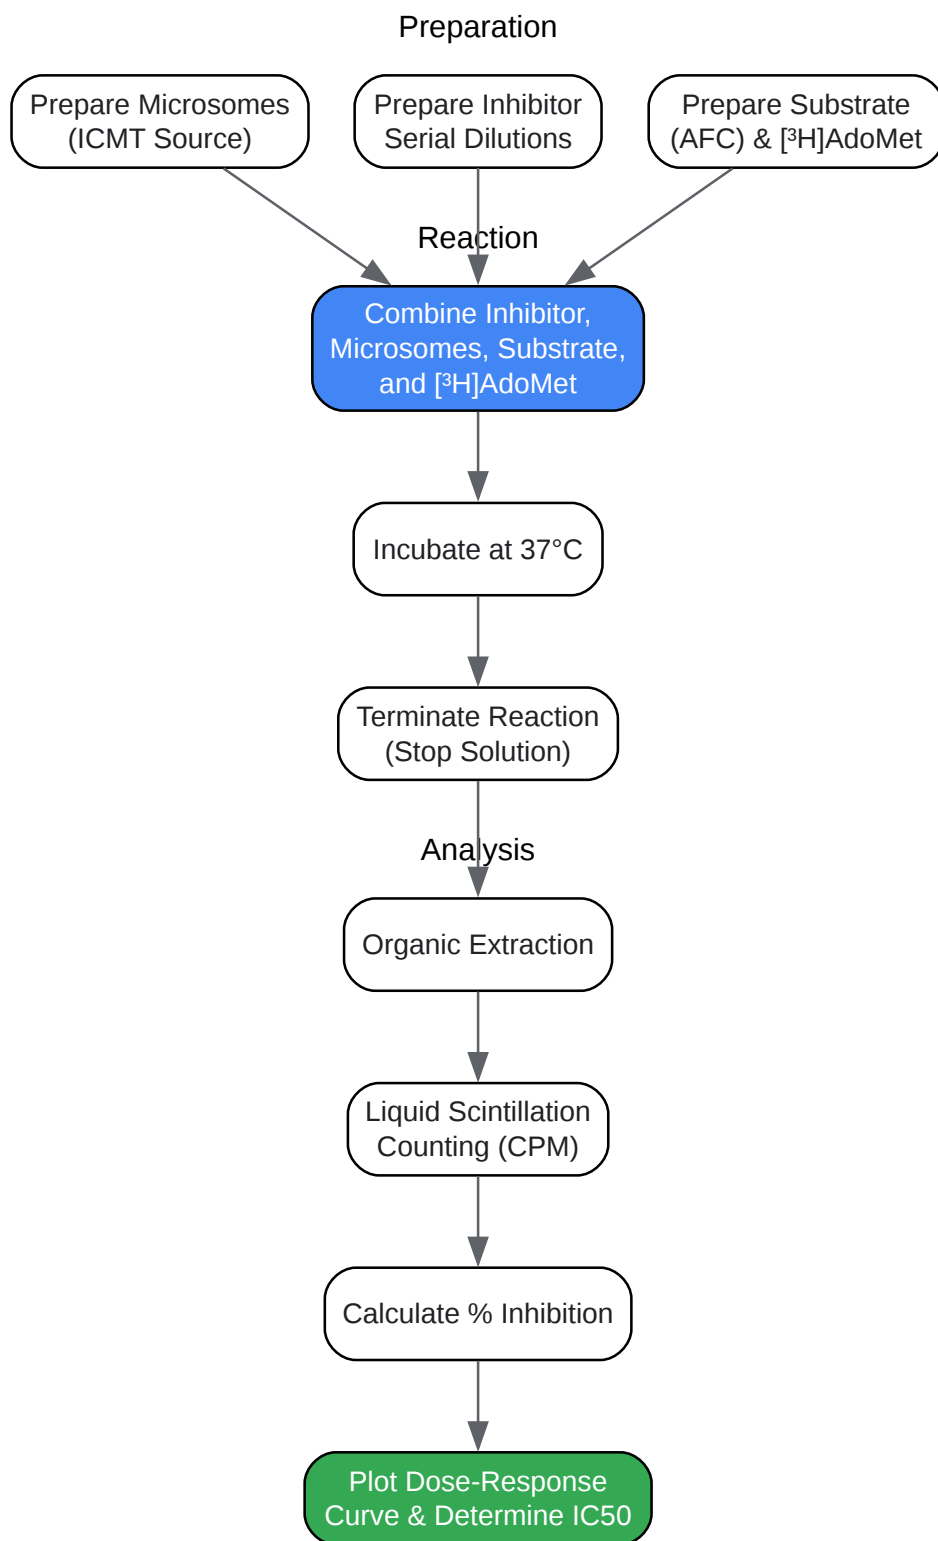 Preparation
Prepare Microsomes
(ICMT Source)
Prepare Inhibitor
Serial Dilutions
Prepare Substrate
(AFC) & [³H]AdoMet
Reaction
Combine Inhibitor,
Microsomes, Substrate,
and [³H]AdoMet
Incubate at 37°C
Terminate Reaction
(Stop Solution)
Analysis
Organic Extraction
Liquid Scintillation
Counting (CPM)
Calculate % Inhibition
Plot Dose-Response
Curve & Determine IC50